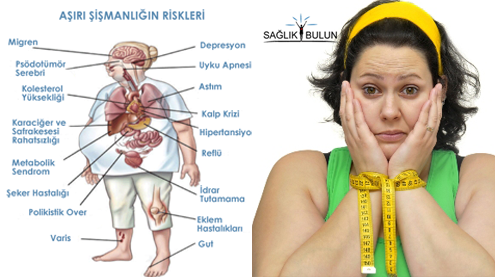 AŞIRI ŞİŞMANLIĞIN RİSKLERİ
SAĞLIK BULUN
Migren
Psödotümör
Serebri
Kolesterol
Yüksekliği
Karaciğer ve
Safrakesesi
Rahatsızlığı
Metabolik
Sendrom
Şeker Hastalığı
Polikistik Over
Varis
Depresyon
Uyku Apnesi
Astım
Kalp Krizi
Hipertansiyo
Reflü
İdrar
Tutamama
Eklem
Hastalıkları
Gut